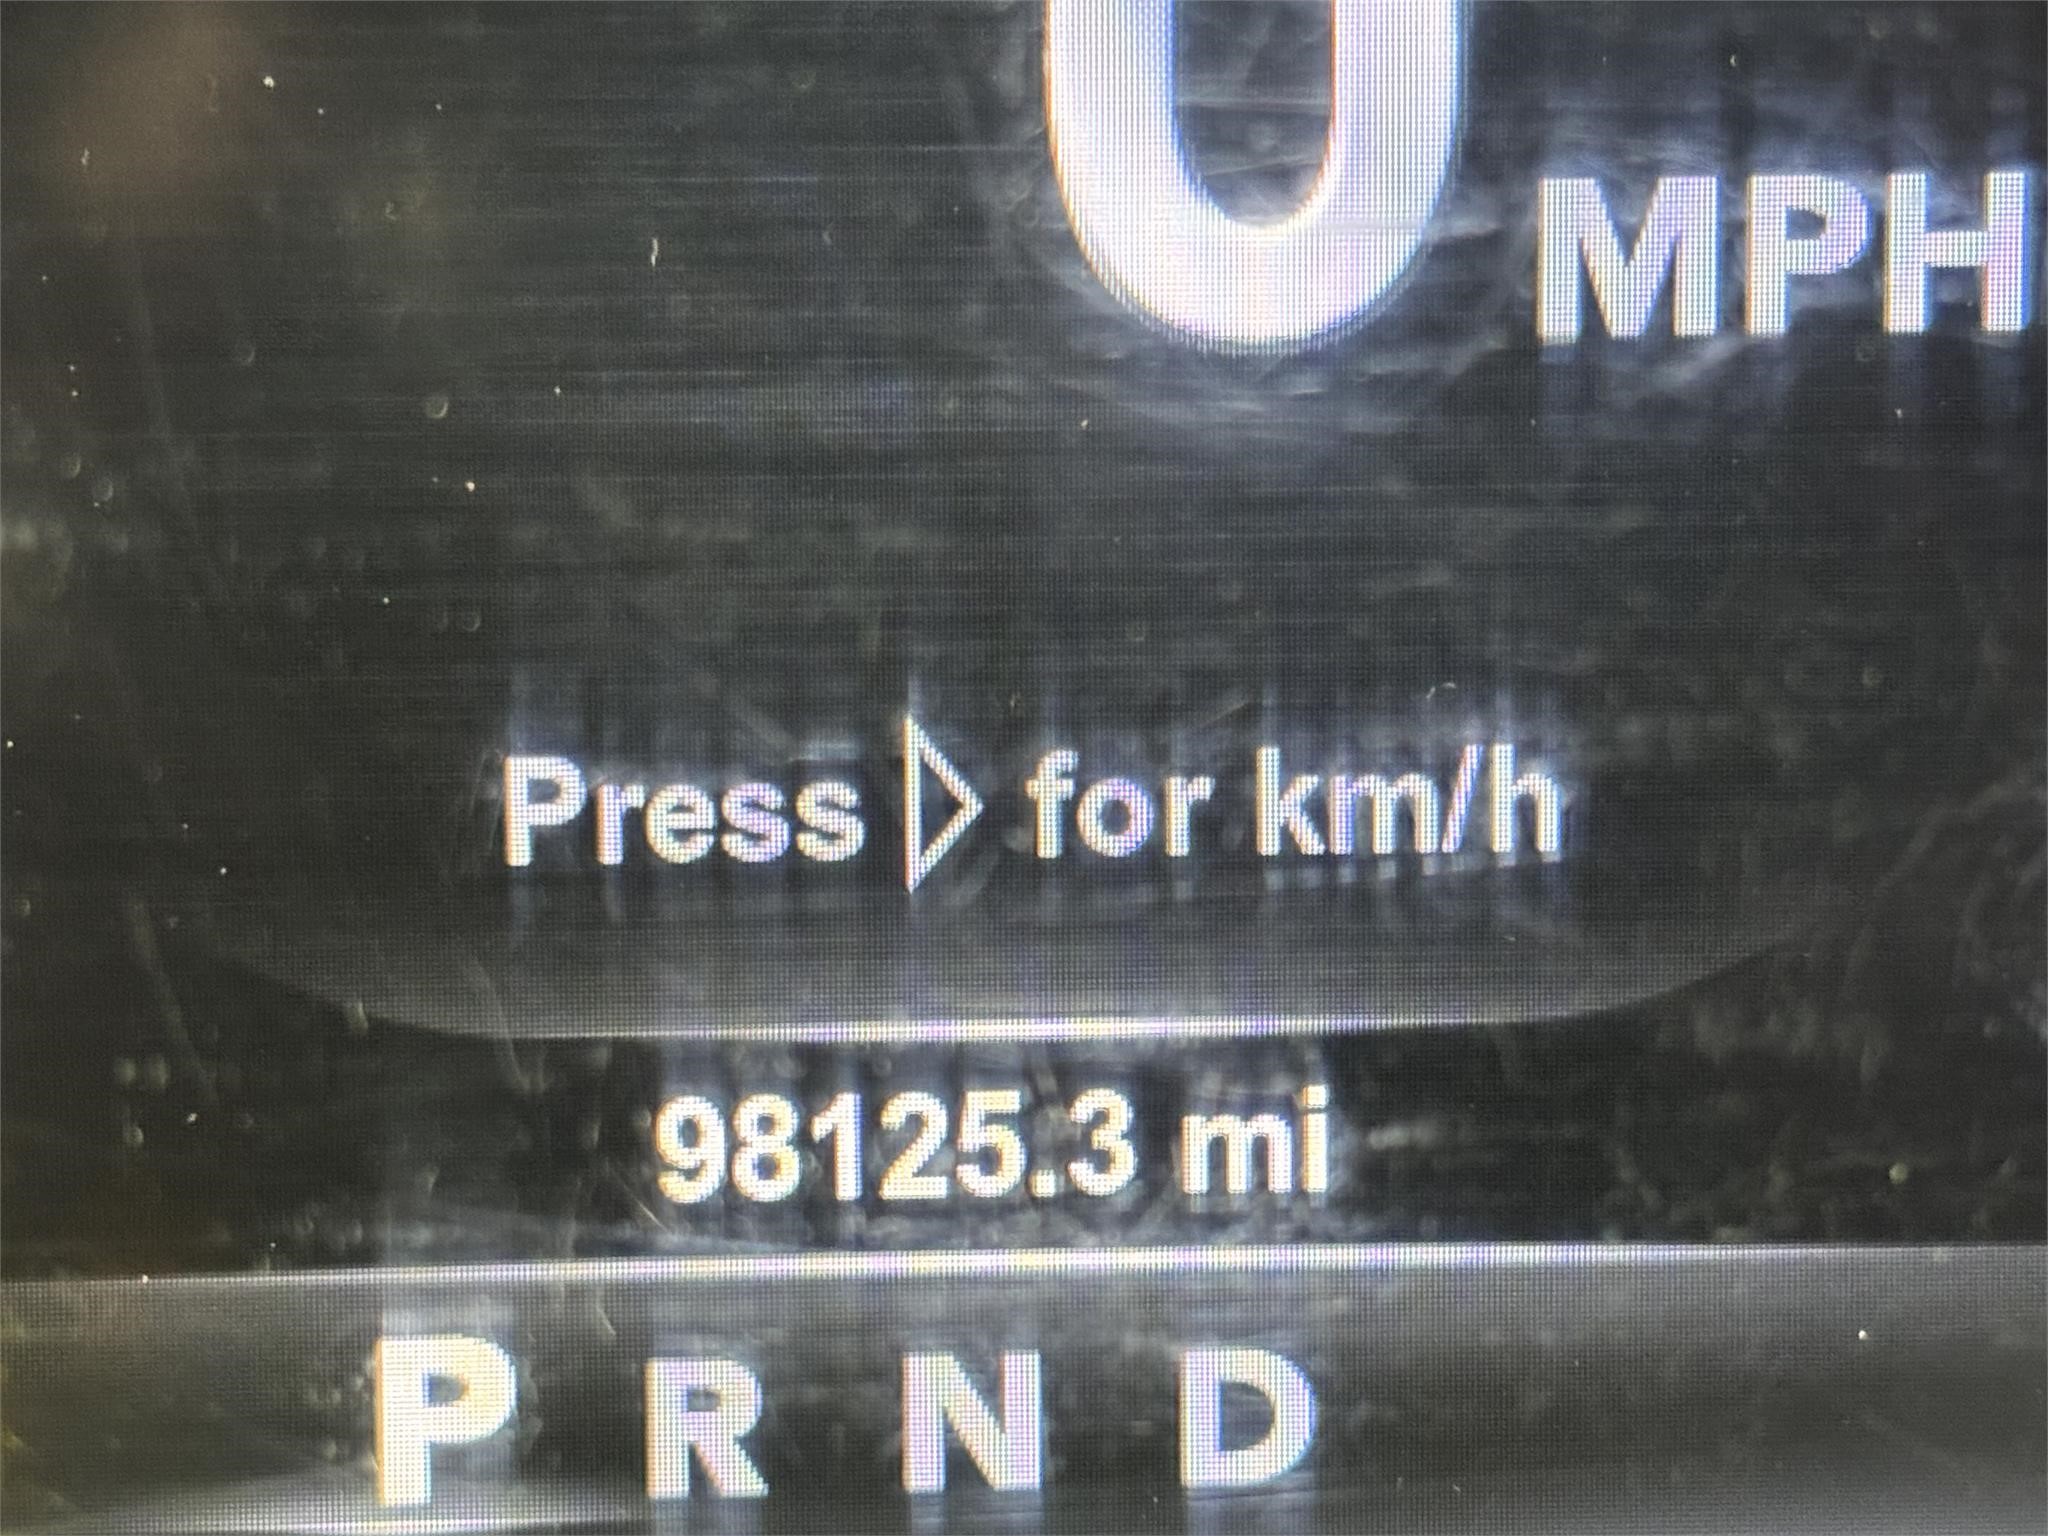 0 MPH
Press ▷ for km/h
98125.3 mi
P R N D